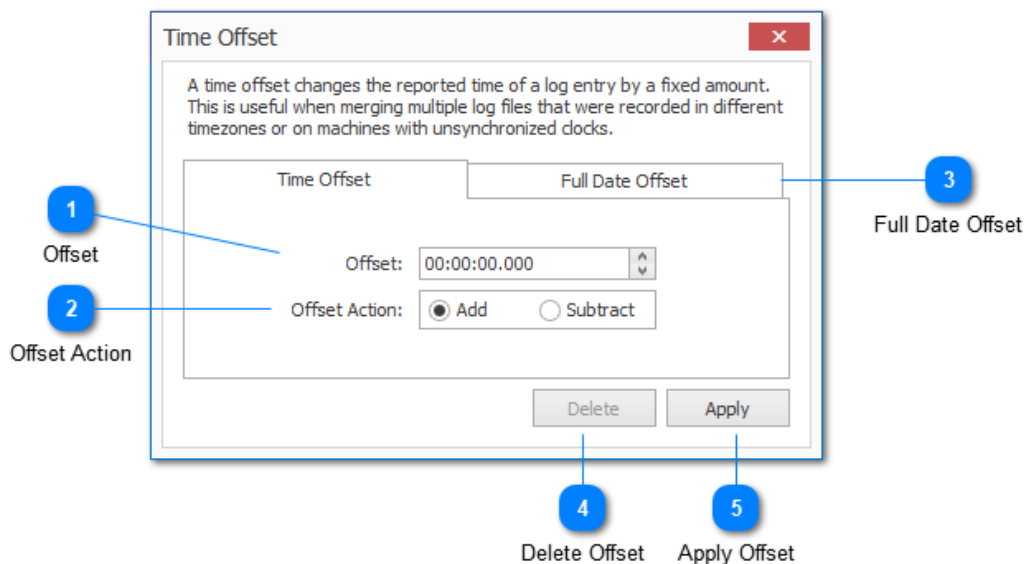 Time Offset
A time offset changes the reported time of a log entry by a fixed amount.
This is useful when merging multiple log files that were recorded in different
timezones or on machines with unsynchronized clocks.
Time Offset
Full Date Offset
3
Full Date Offset
1
Offset
Offset: 00:00:00.000
2
Offset Action
Offset Action: Add Subtract
Delete
Apply
4
Delete Offset
5
Apply Offset